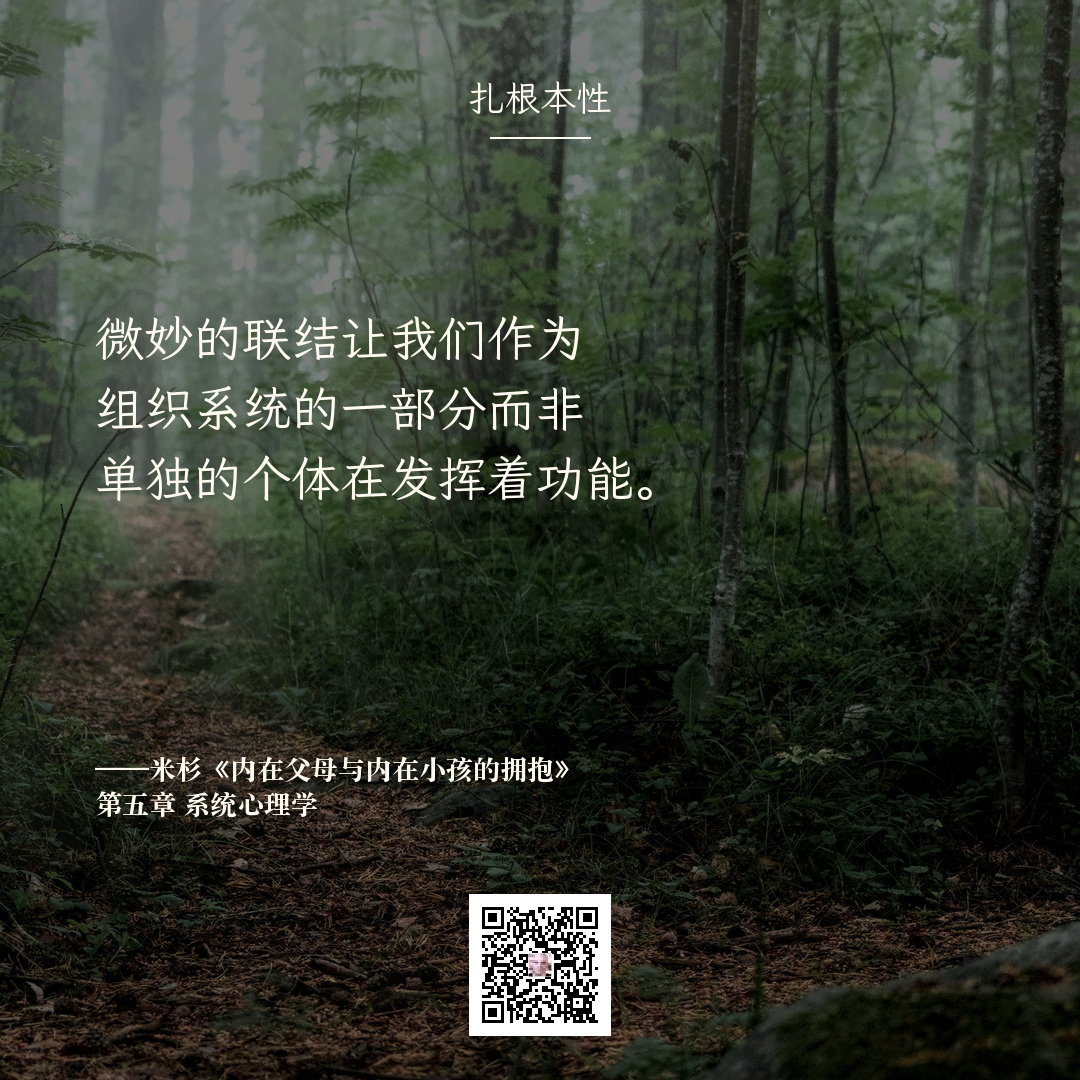 扎根本性
微妙的联结让我们作为
组织系统的一部分而非
单独的个体在发挥着功能。
——米杉《内在父母与内在小孩的拥抱》
第五章 系统心理学